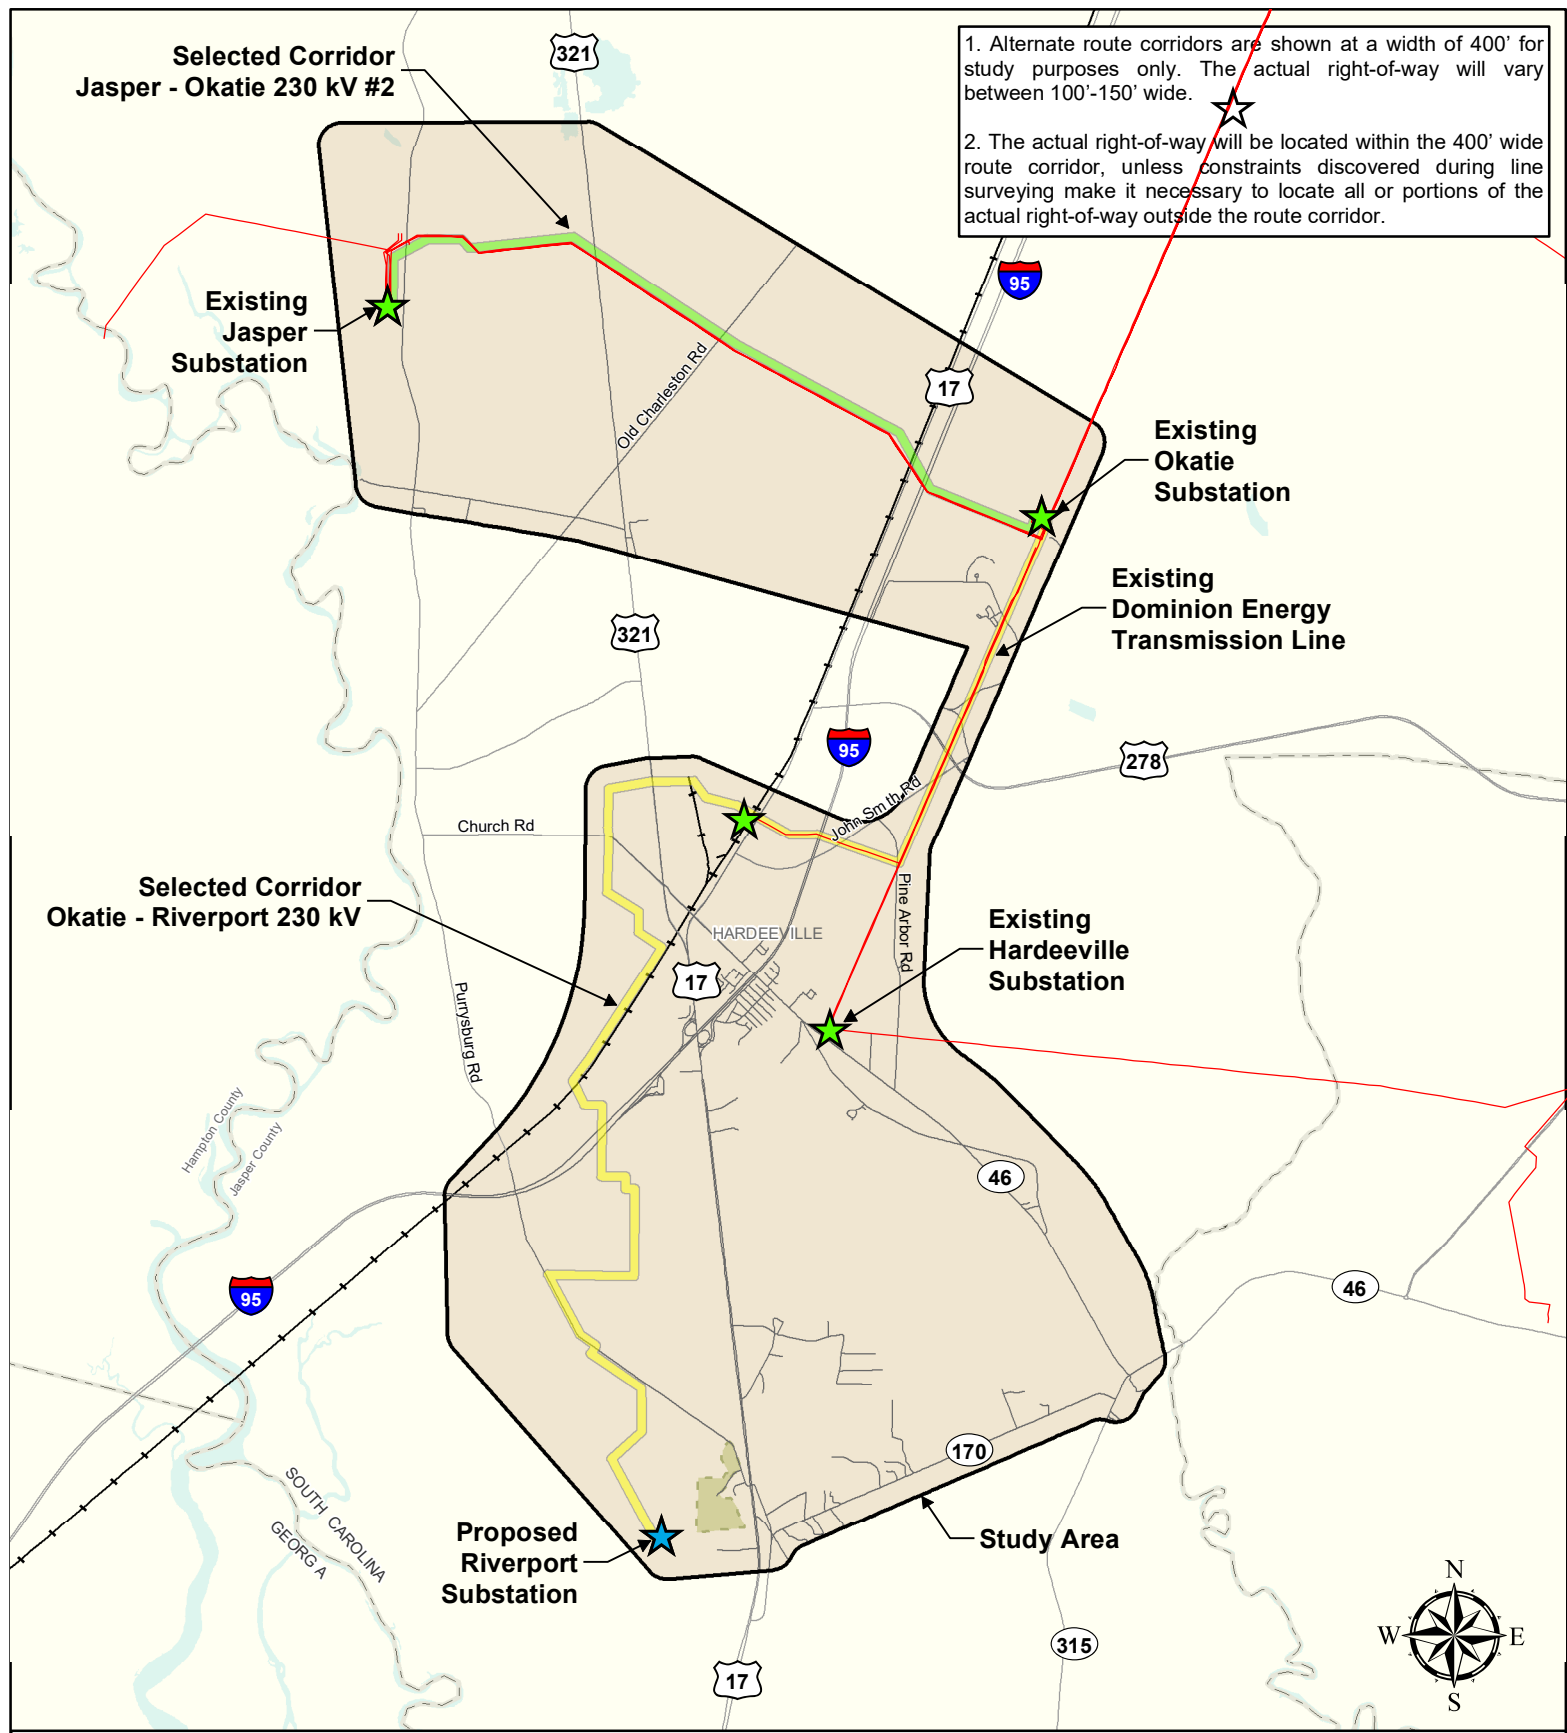 Selected Corridor
Jasper - Okatie 230 kV #2
321
1. Alternate route corridors are shown at a width of 400' for
study purposes only. The actual right-of-way will vary
between 100'-150' wide.
2. The actual right-of-way will be located within the 400' wide
route corridor, unless constraints discovered during line
surveying make it necessary to locate all or portions of the
actual right-of-way outside the route corridor.
95
Existing
Jasper
Substation
17
Old Charleston Rd
Existing
Okatie
Substation
Existing
Dominion Energy
Transmission Line
321
95
278
John Sm th Rd
Church Rd
Selected Corridor
Okatie - Riverport 230 kV
Pine Arbor Rd
HARDEEVILLE
Existing
Hardeeville
Substation
17
Purrysburg Rd
Hampton County
Jasper County
46
95
46
170
SOUTH CAROLINA
GEORG A
Proposed
Riverport
Substation
Study Area
N
W
E
S
315
17